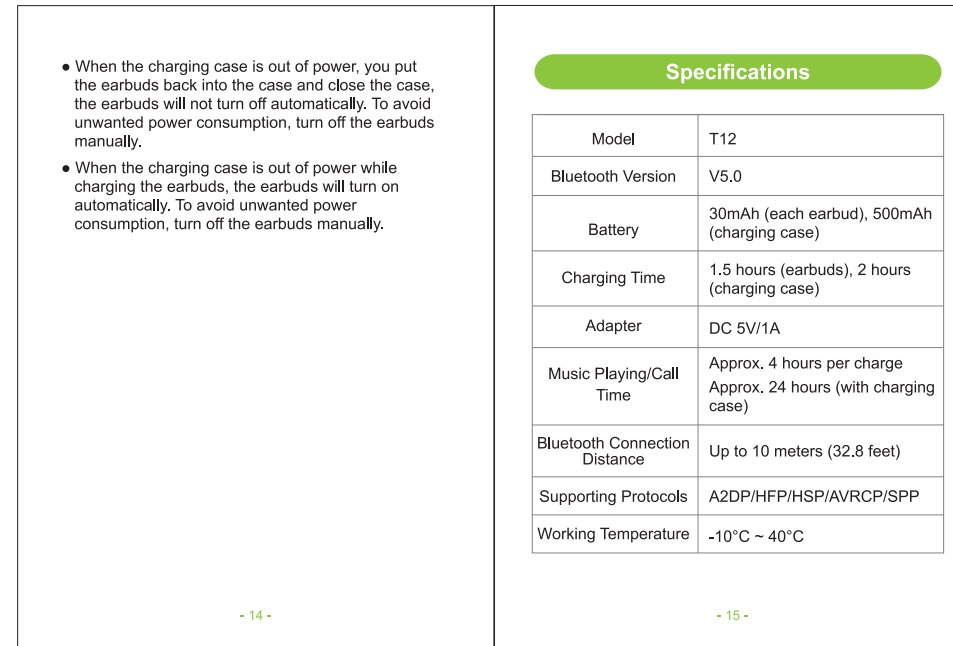 ● When the charging case is out of power, you put
the earbuds back into the case and close the case,
the earbuds will not turn off automatically. To avoid
unwanted power consumption, turn off the earbuds
manually.
● When the charging case is out of power while
charging the earbuds, the earbuds will turn on
automatically. To avoid unwanted power
consumption, turn off the earbuds manually.
- 14 -
Specifications
Model T12
Bluetooth Version V5.0
Battery 30mAh (each earbud), 500mAh
(charging case)
Charging Time 1.5 hours (earbuds), 2 hours
(charging case)
Adapter DC 5V/1A
Music Playing/Call
Time
Approx. 4 hours per charge
Approx. 24 hours (with charging
case)
Bluetooth Connection
Distance
Up to 10 meters (32.8 feet)
Supporting Protocols A2DP/HFP/HSP/AVRCP/SPP
Working Temperature -10°C ~ 40°C
- 15 -